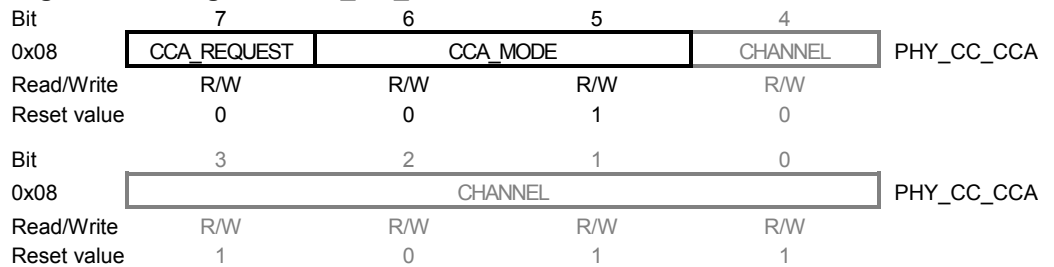 Bit 7 6 5 4
0x08 CCA_REQUEST CCA_MODE CHANNEL PHY_CC_CCA
Read/Write R/W R/W R/W R/W
Reset value 0 0 1 0
Bit 3 2 1 0
0x08 CHANNEL PHY_CC_CCA
Read/Write R/W R/W R/W R/W
Reset value 1 0 1 1